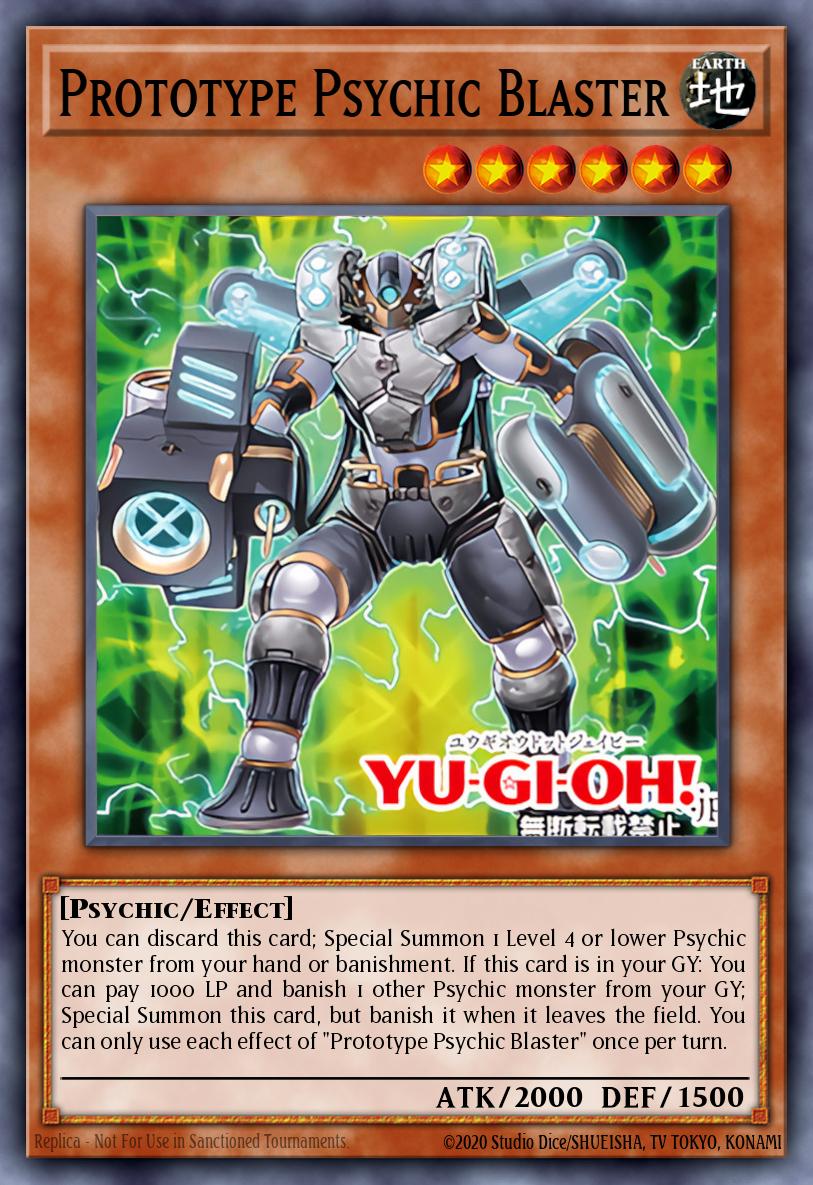 PROTOTYPE PSYCHIC BLASTER
EARTH
地
ユウギオウドットジェイピー
YU-GI-OH!
.jp
無断転載禁止
[PSYCHIC/EFFECT]
You can discard this card; Special Summon 1 Level 4 or lower Psychic
monster from your hand or banishment. If this card is in your GY: You
can pay 1000 LP and banish 1 other Psychic monster from your GY;
Special Summon this card, but banish it when it leaves the field. You
can only use each effect of "Prototype Psychic Blaster" once per turn.
ATK/2000 DEF/1500
Replica - Not For Use in Sanctioned Tournaments.
©2020 Studio Dice/SHUEISHA, TV TOKYO, KONAMI